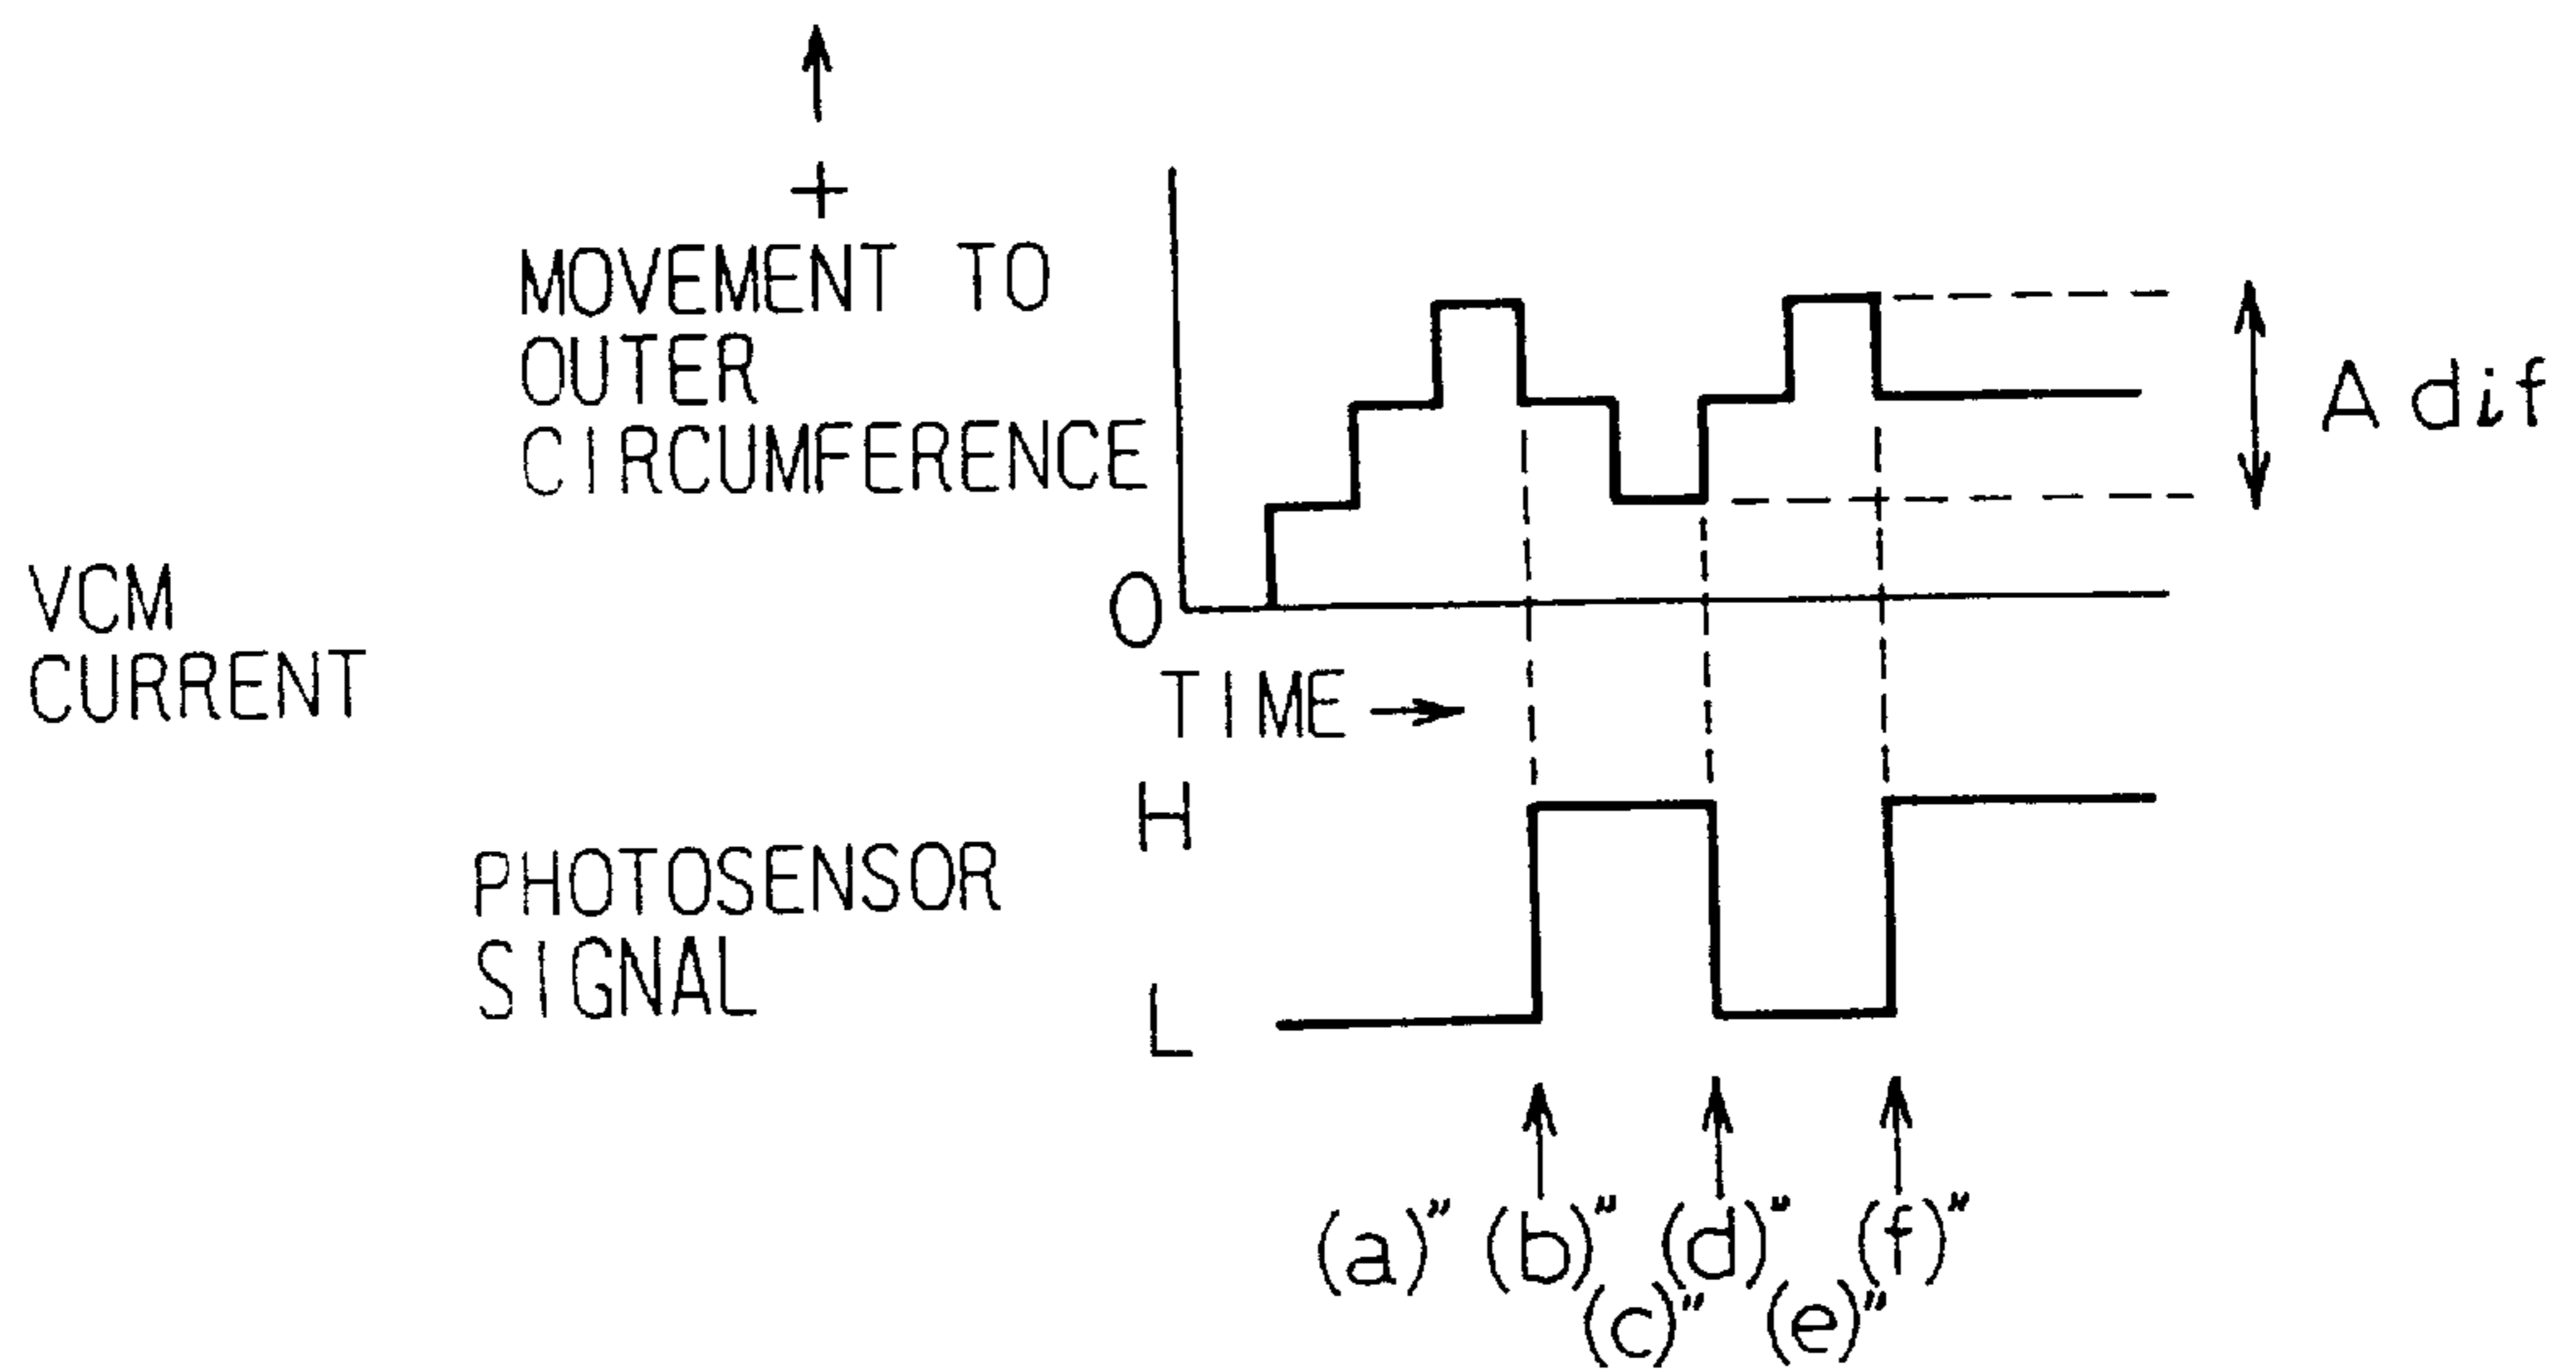 +
MOVEMENT TO
OUTER
CIRCUMFERENCE
A dif
VCM
CURRENT
O
TIME
H
PHOTOSENSOR
SIGNAL
L
(a)" (b)" (d)" (f)"
(c)" (e)"